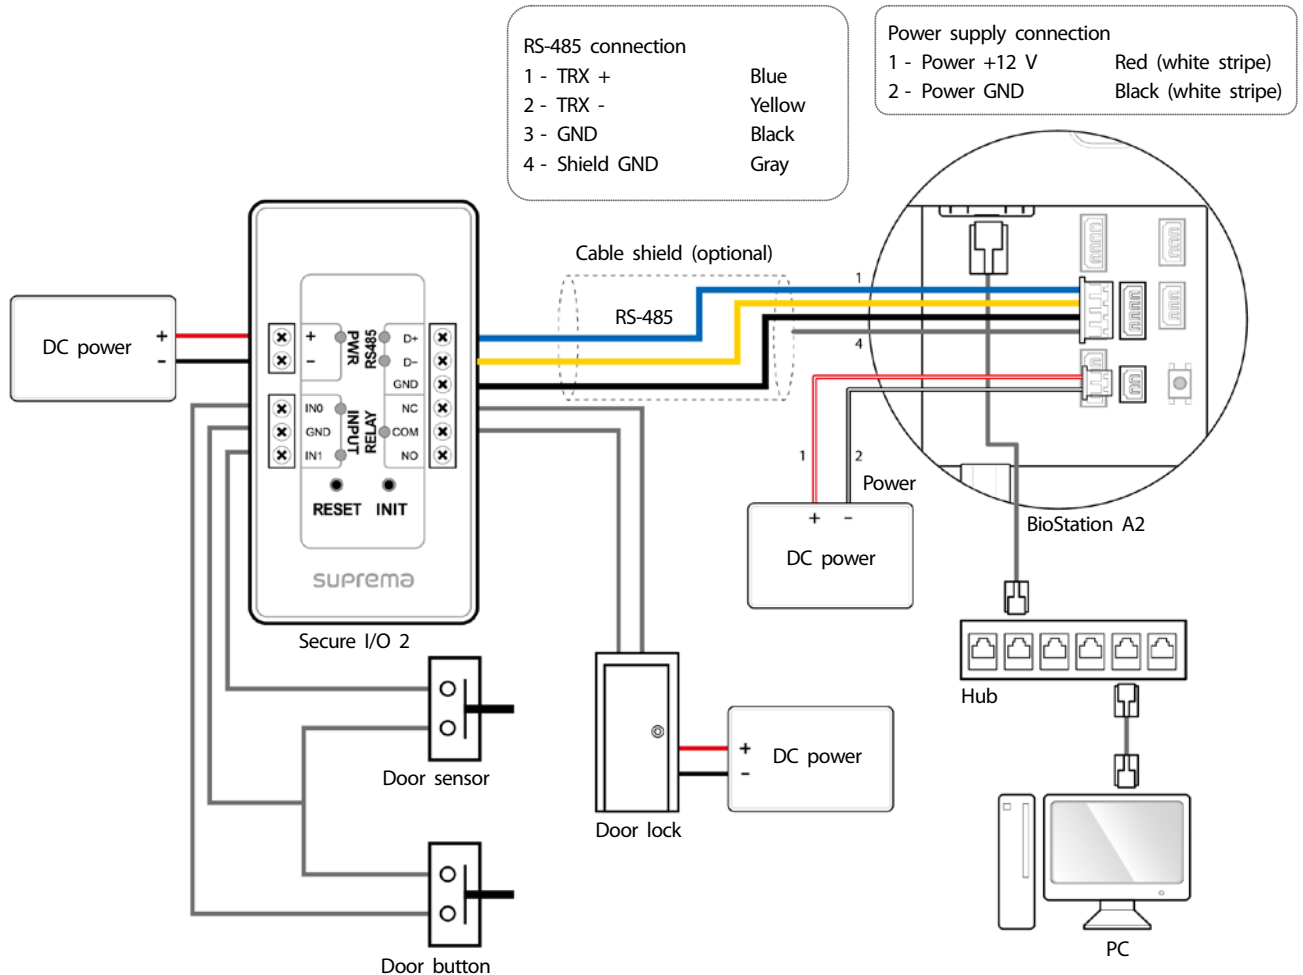 RS-485 connection
1 - TRX + Blue
2 - TRX - Yellow
3 - GND Black
4 - Shield GND Gray
Power supply connection
1 - Power +12 V Red (white stripe)
2 - Power GND Black (white stripe)
Cable shield (optional)
RS-485
1
4
DC power
+
-
+
-
PWR
RS485
D+
D-
GND
IN0
GND
IN1
INPUT
RELAY
NC
COM
NO
RESET INIT
suprema
Secure I/O 2
1
2
Power
+ -
DC power
BioStation A2
Hub
Door sensor
Door lock
+
-
DC power
Door button
PC